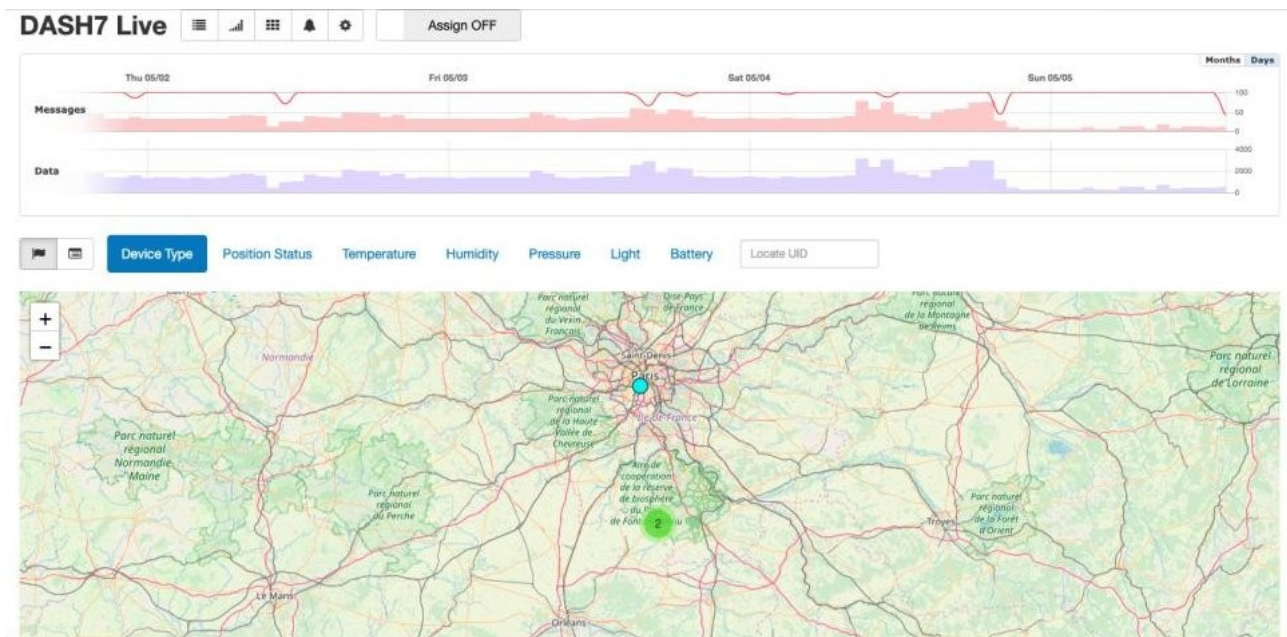 DASH7 Live
Assign OFF
Months Days
Thu 05/02 Fri 05/03 Sat 05/04 Sun 05/05
Messages
100
50
0
Data
4000
2000
0
Device Type Position Status Temperature Humidity Pressure Light Battery Locate UID
+
−
Parc naturel
régional
du Vexin
Français
Oise-Pays
de France
régional
de la Montagne
de Reims
Normandie
Saint-Denis
Paris
Parc naturel
régional
de Lorraine
Parc naturel
régional
de la Haute
Vallée de
Chevreuse
Île-de-France
Parc naturel
régional
Normandie-
Maine
Aire de
coopération
de la réserve
de biosphère
du
de Font
2
Parc naturel
régional
du Perche
Parc naturel
régional
de la Forêt
d'Orient
Troyes
Le Mans
Orléans